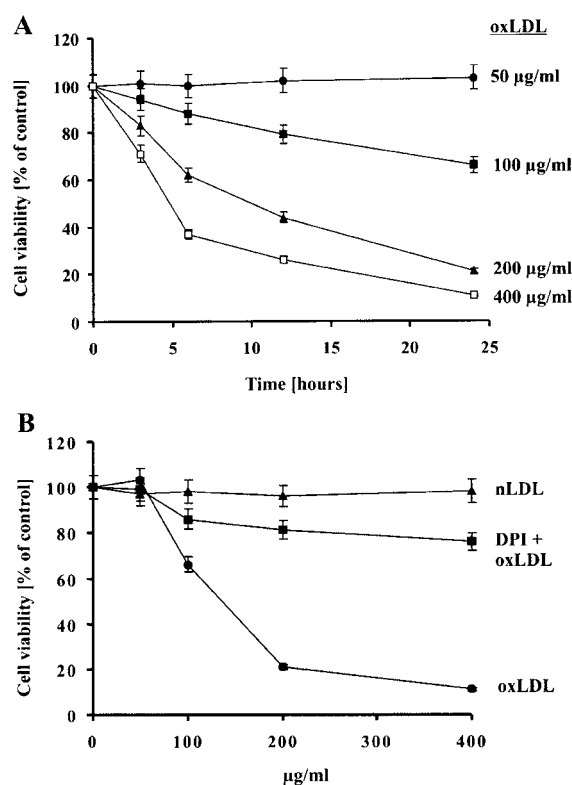 A
oxLDL
Cell viability [% of control]
120
100
80
60
40
20
0
50 µg/ml
100 µg/ml
200 µg/ml
400 µg/ml
0 5 10 15 20 25
Time [hours]
B
Cell viability [% of control]
120
100
80
60
40
20
0
nLDL
DPI +
oxLDL
oxLDL
0 100 200 300 400
µg/ml